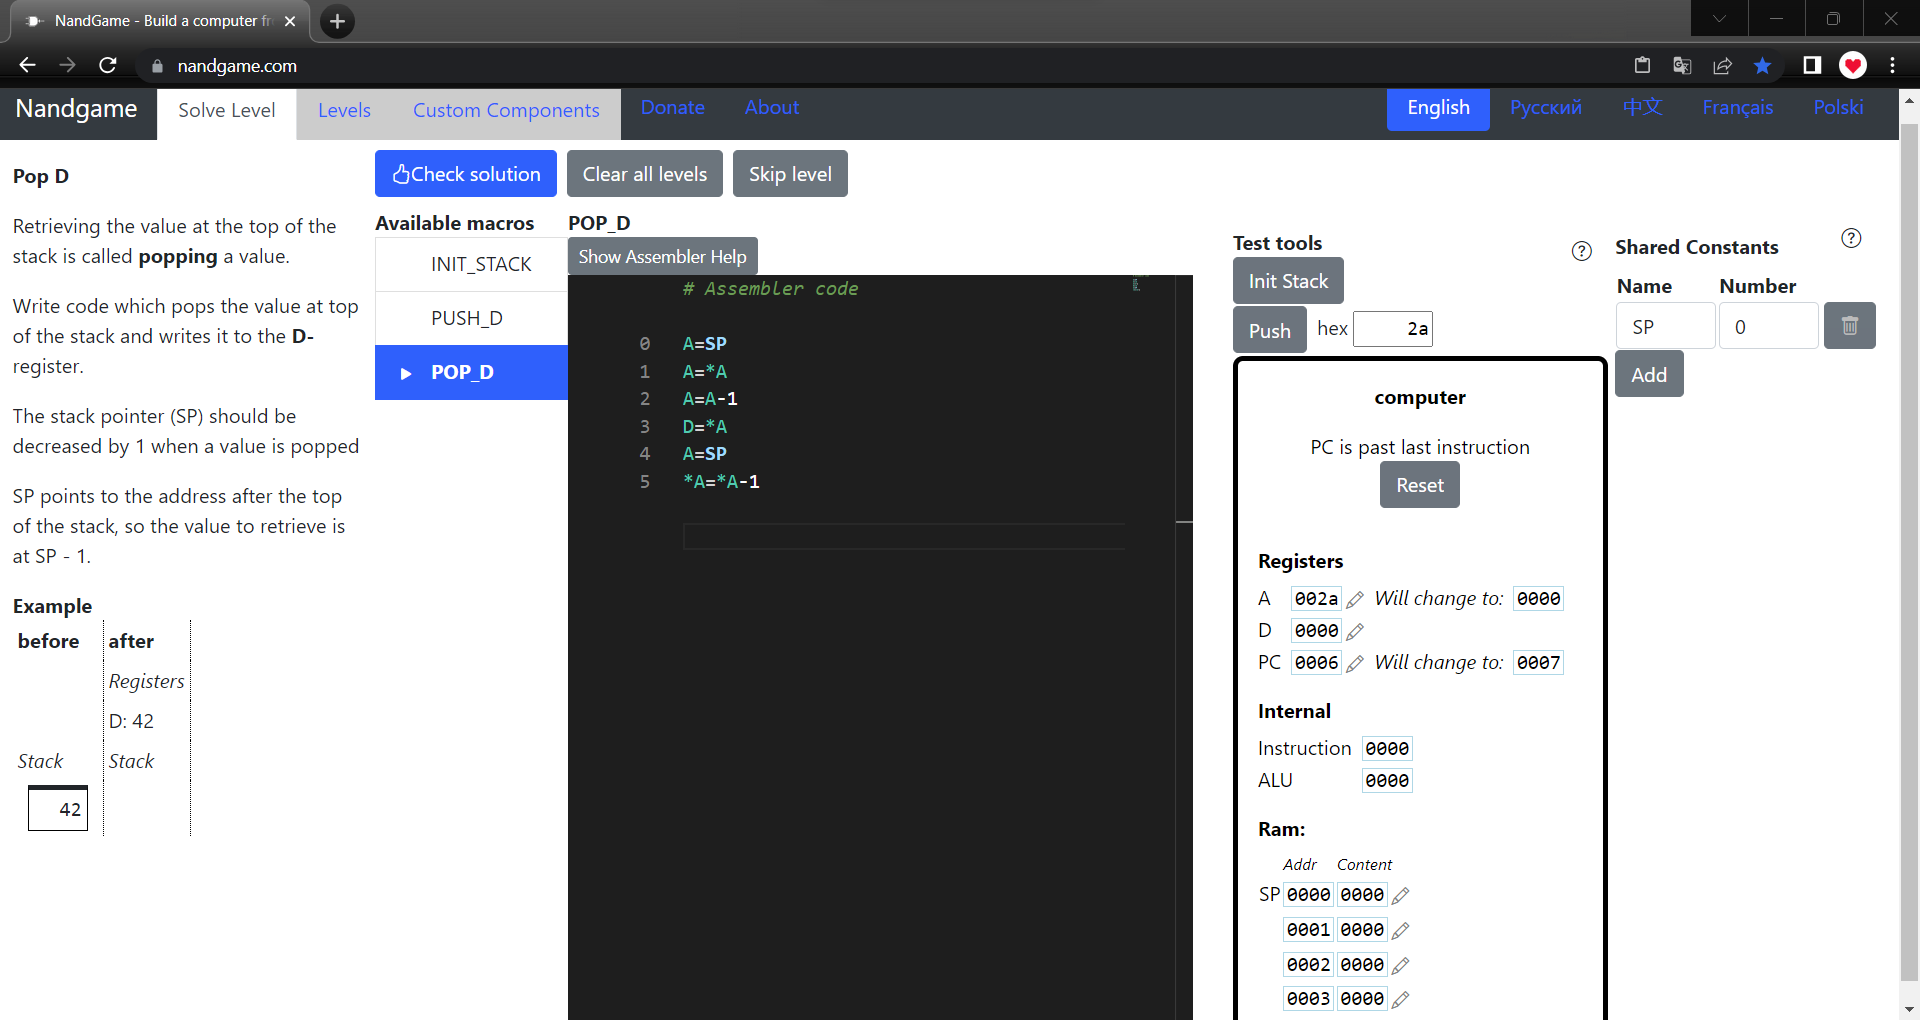 NandGame - Build a computer fr
nandgame.com
Nandgame
Solve Level
Levels
Custom Components
Donate
About
English
Русский
中文
Français
Polski
Pop D
Retrieving the value at the top of the
stack is called popping a value.
Write code which pops the value at top
of the stack and writes it to the D-
register.
The stack pointer (SP) should be
decreased by 1 when a value is popped
SP points to the address after the top
of the stack, so the value to retrieve is
at SP - 1.
Example
before after
Registers
D: 42
Stack Stack
42
Check solution
Clear all levels
Skip level
Available macros
INIT_STACK
PUSH_D
POP_D
POP_D
Show Assembler Help
# Assembler code
0 A=SP
1 A=*A
2 A=A-1
3 D=*A
4 A=SP
5 *A=*A-1
Test tools
?
Init Stack
Push hex 2a
computer
PC is past last instruction
Reset
Registers
A 002a Will change to: 0000
D 0000
PC 0006 Will change to: 0007
Internal
Instruction 0000
ALU 0000
Ram:
Addr Content
SP 0000 0000
0001 0000
0002 0000
0003 0000
Shared Constants
?
Name Number
SP 0
Add